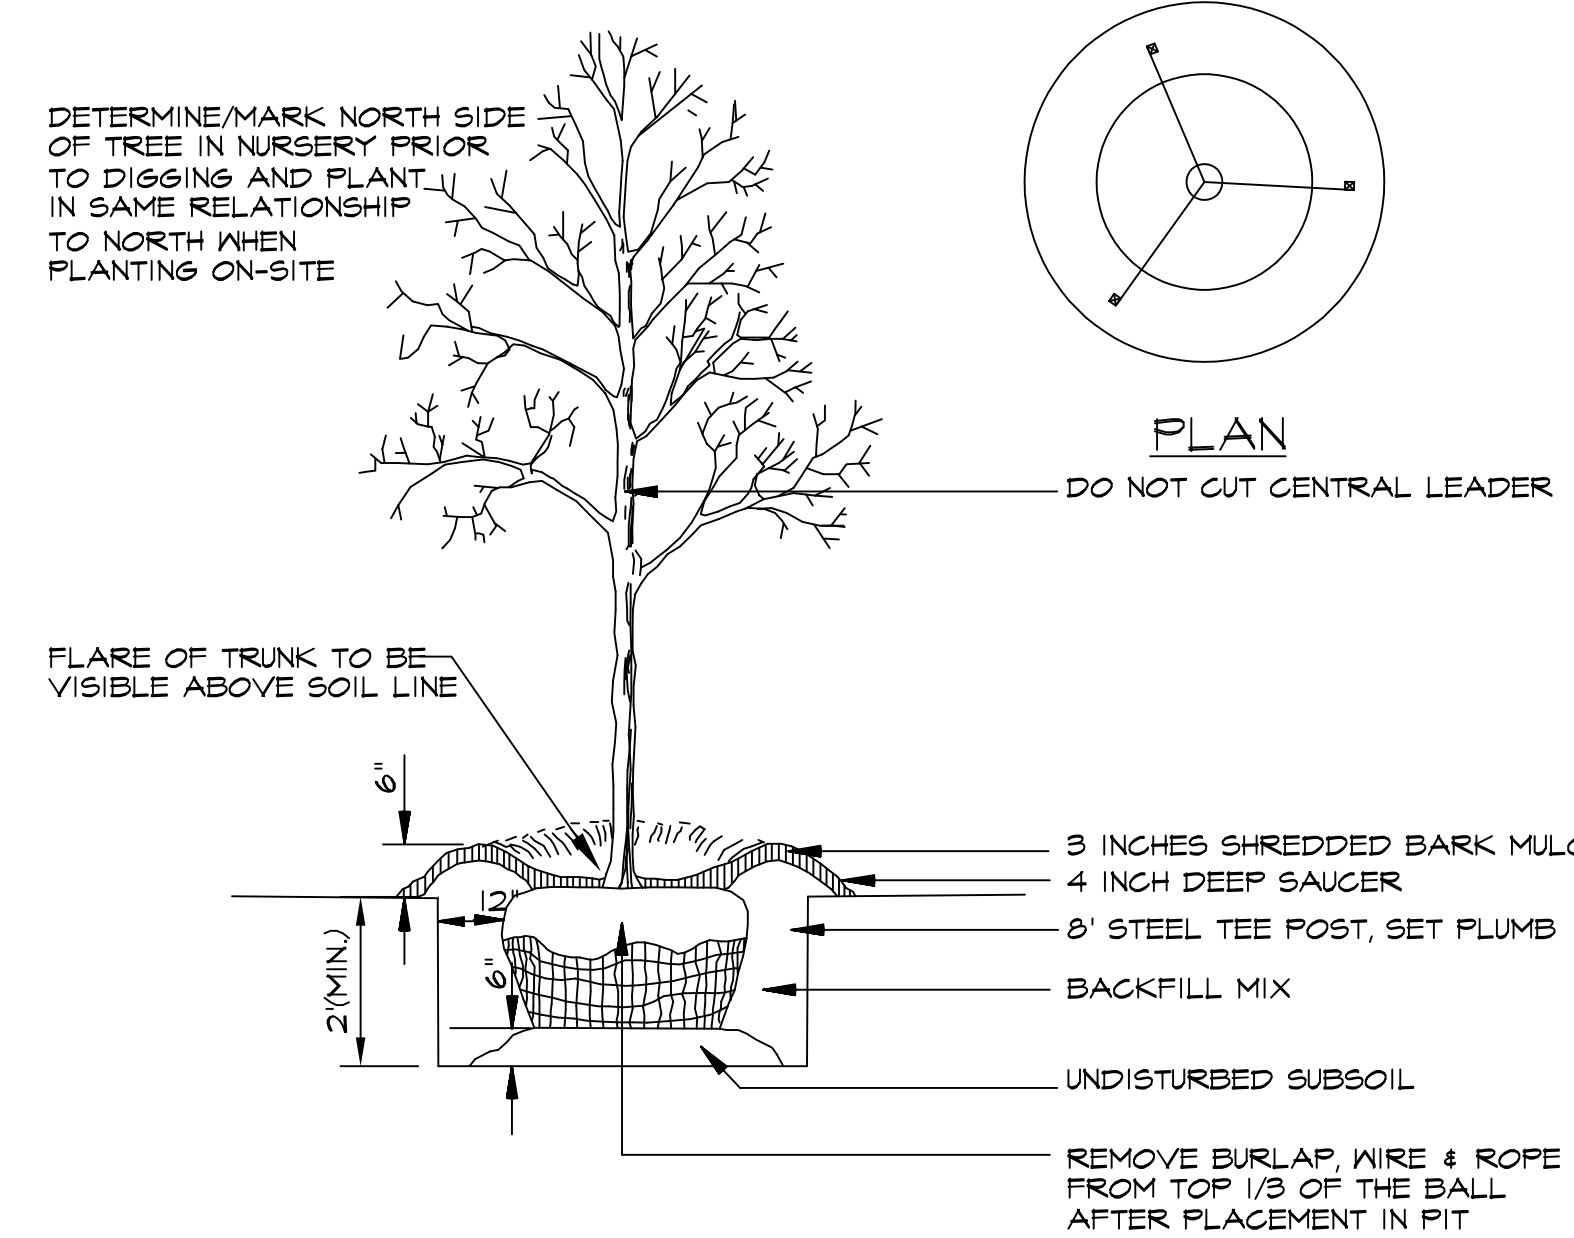 DETERMINE/MARK NORTH SIDE
OF TREE IN NURSERY PRIOR
TO DIGGING AND PLANT
IN SAME RELATIONSHIP
TO NORTH WHEN
PLANTING ON-SITE
PLAN
DO NOT CUT CENTRAL LEADER
FLARE OF TRUNK TO BE
VISIBLE ABOVE SOIL LINE
6"
3 INCHES SHREDDED BARK
4 INCH DEEP SAUCER
12"
8' STEEL TEE POST, SET PLUMB
2'(MIN.)
6"
BACKFILL MIX
UNDISTURBED SUBSOIL
REMOVE BURLAP, WIRE & ROPE
FROM TOP 1/3 OF THE BALL
AFTER PLACEMENT IN PIT